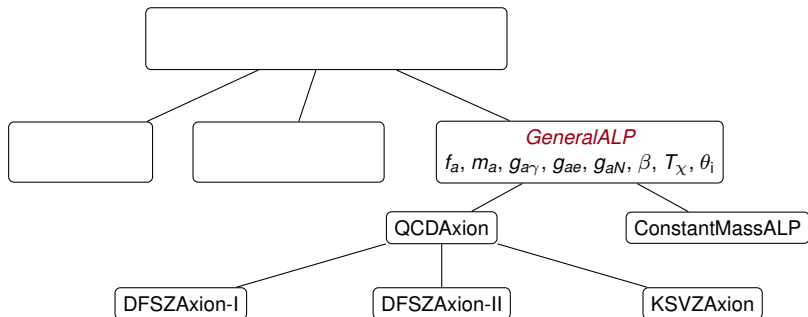 GeneralALP
fₐ, mₐ, gₐγ, gₐₑ, gₐN, β, Tχ, θᵢ
QCDAxion
ConstantMassALP
DFSZAxion-I
DFSZAxion-II
KSVZAxion